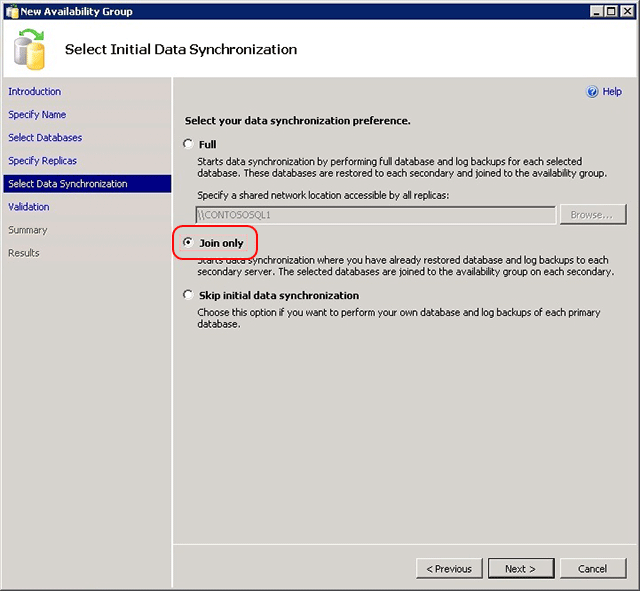 New Availability Group
Select Initial Data Synchronization
Introduction
Specify Name
Select Databases
Specify Replicas
Select Data Synchronization
Validation
Summary
Results
Help
Select your data synchronization preference.
Full
Starts data synchronization by performing full database and log backups for each selected
database. These databases are restored to each secondary and joined to the availability group.
Specify a shared network location accessible by all replicas:
\\CONTOSOSQL1
Browse...
Join only
Starts data synchronization where you have already restored database and log backups to each
secondary server. The selected databases are joined to the availability group on each secondary.
Skip initial data synchronization
Choose this option if you want to perform your own database and log backups of each primary
database.
< Previous
Next >
Cancel